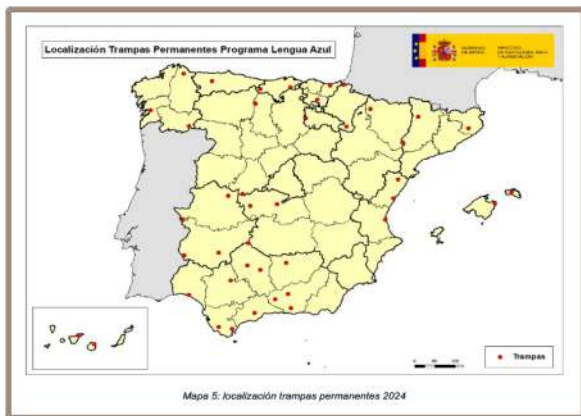 Localización Trampas Permanentes Programa Lengua Azul
Trampas
Mapa 5: localización trampas permanentes 2024